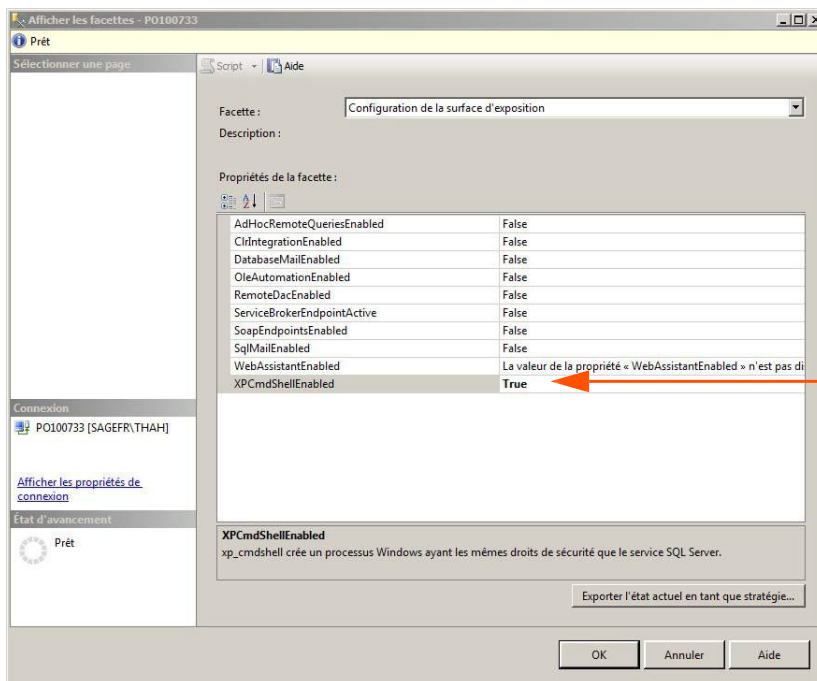 Afficher les facettes - PO100733
Prêt
Sélectionner une page
Script
Aide
Facette :
Configuration de la surface d'exposition
Description :
Propriétés de la facette :
AdHocRemoteQueriesEnabled False
ClrIntegrationEnabled False
DatabaseMailEnabled False
OleAutomationEnabled False
RemoteDacEnabled False
ServiceBrokerEndpointActive False
SoapEndpointsEnabled False
SqlMailEnabled False
WebAssistantEnabled La valeur de la propriété « WebAssistantEnabled » n'est pas di
XPCmdShellEnabled True
Connexion
PO100733 [SAGEFR\THAH]
Afficher les propriétés de
connexion
État d'avancement
Prêt
XPCmdShellEnabled
xp_cmdshell crée un processus Windows ayant les mêmes droits de sécurité que le service SQL Server.
Exporter l'état actuel en tant que stratégie...
OK
Annuler
Aide